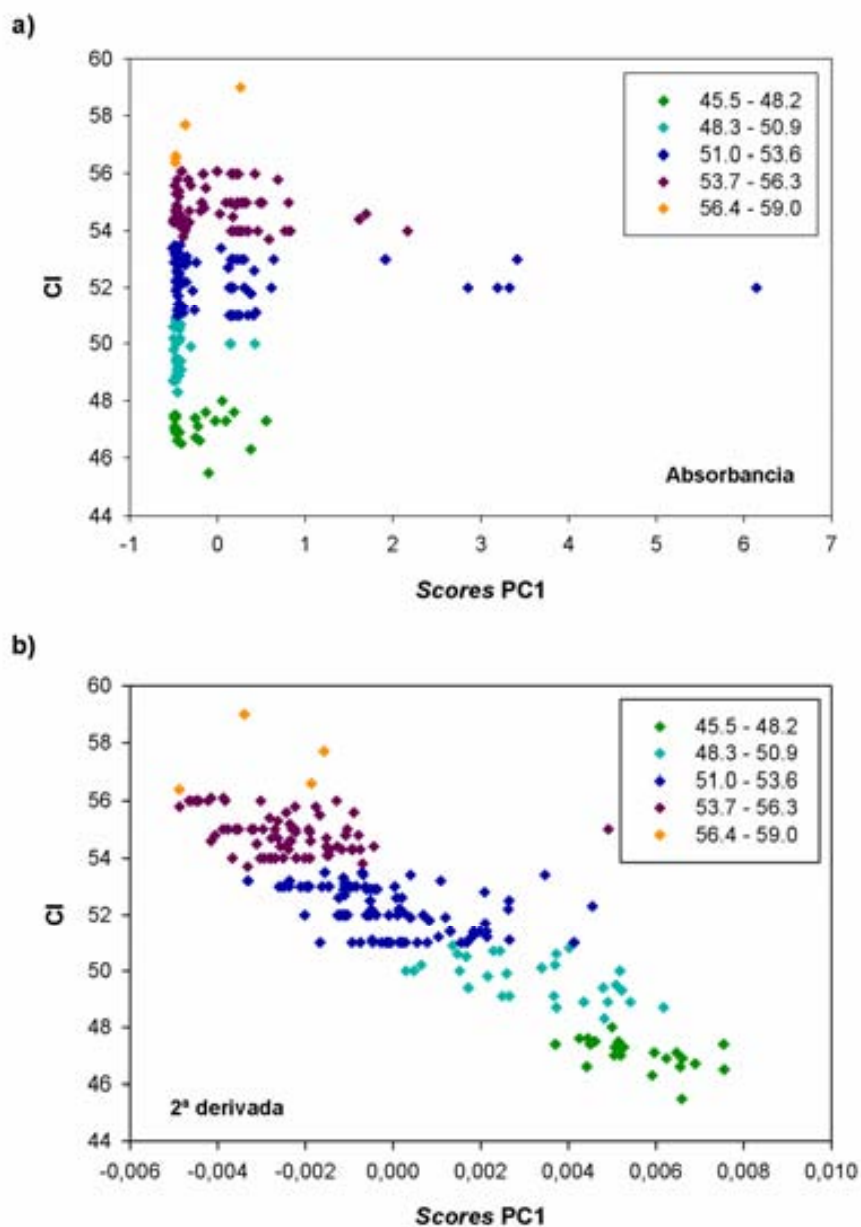 a)
60
58
56
54
52
50
48
46
44
CI
45.5 - 48.2
48.3 - 50.9
51.0 - 53.6
53.7 - 56.3
56.4 - 59.0
Absorbancia
-1 0 1 2 3 4 5 6 7
Scores PC1
b)
60
58
56
54
52
50
48
46
44
CI
45.5 - 48.2
48.3 - 50.9
51.0 - 53.6
53.7 - 56.3
56.4 - 59.0
2ª derivada
-0,006 -0,004 -0,002 0,000 0,002 0,004 0,006 0,008 0,010
Scores PC1